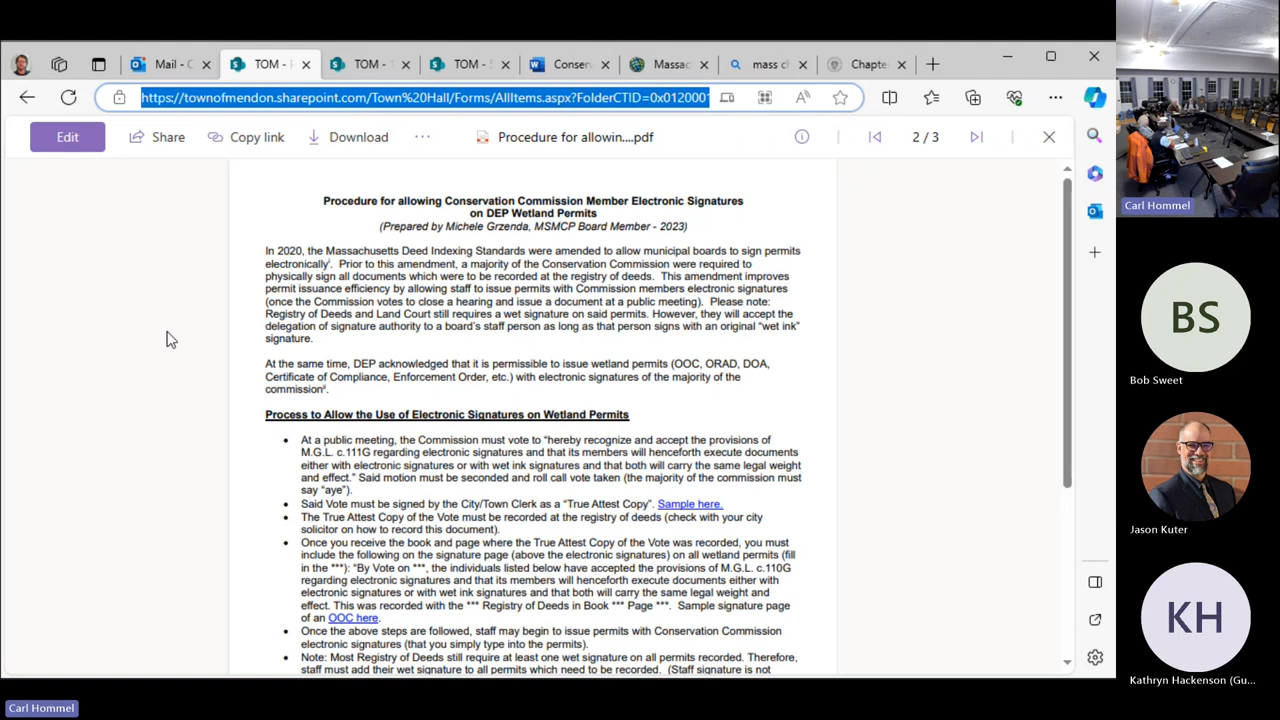 Mail - C
TOM - F
TOM - T
TOM - S
Conser
Massac
mass ch
Chapte
https://townofmendon.sharepoint.com/Town%20Hall/Forms/AllItems.aspx?FolderCTID=0x012000
Edit
Share
Copy link
Download
Procedure for allowin....pdf
2 / 3
Procedure for allowing Conservation Commission Member Electronic Signatures
on DEP Wetland Permits
(Prepared by Michele Grzenda, MSMCP Board Member - 2023)
In 2020, the Massachusetts Deed Indexing Standards were amended to allow municipal boards to sign permits
electronicallyⁱ. Prior to this amendment, a majority of the Conservation Commission were required to
physically sign all documents which were to be recorded at the registry of deeds. This amendment improves
permit issuance efficiency by allowing staff to issue permits with Commission members electronic signatures
(once the Commission votes to close a hearing and issue a document at a public meeting). Please note:
Registry of Deeds and Land Court still requires a wet signature on said permits. However, they will accept the
delegation of signature authority to a board's staff person as long as that person signs with an original “wet ink”
signature.
At the same time, DEP acknowledged that it is permissible to issue wetland permits (OOC, ORAD, DOA,
Certificate of Compliance, Enforcement Order, etc.) with electronic signatures of the majority of the
commissionⁱⁱ.
Process to Allow the Use of Electronic Signatures on Wetland Permits
• At a public meeting, the Commission must vote to “hereby recognize and accept the provisions of
M.G.L. c.111G regarding electronic signatures and that its members will henceforth execute documents
either with electronic signatures or with wet ink signatures and that both will carry the same legal weight
and effect.” Said motion must be seconded and roll call vote taken (the majority of the commission must
say “aye”).
• Said Vote must be signed by the City/Town Clerk as a “True Attest Copy”. Sample here.
• The True Attest Copy of the Vote must be recorded at the registry of deeds (check with your city
solicitor on how to record this document).
• Once you receive the book and page where the True Attest Copy of the Vote was recorded, you must
include the following on the signature page (above the electronic signatures) on all wetland permits (fill
in the ***): “By Vote on ***, the individuals listed below have accepted the provisions of M.G.L. c.110G
regarding electronic signatures and that its members will henceforth execute documents either with
electronic signatures or with wet ink signatures and that both will carry the same legal weight and
effect. This was recorded with the *** Registry of Deeds in Book *** Page ***. Sample signature page
of an OOC here.
• Once the above steps are followed, staff may begin to issue permits with Conservation Commission
electronic signatures (that you simply type into the permits).
• Note: Most Registry of Deeds still require at least one wet signature on all permits recorded. Therefore,
staff must add their wet signature to all permits which need to be recorded. (Staff signature is not
Carl Hommel
BS
Bob Sweet
Jason Kuter
KH
Kathryn Hackenson (Gu...
Carl Hommel